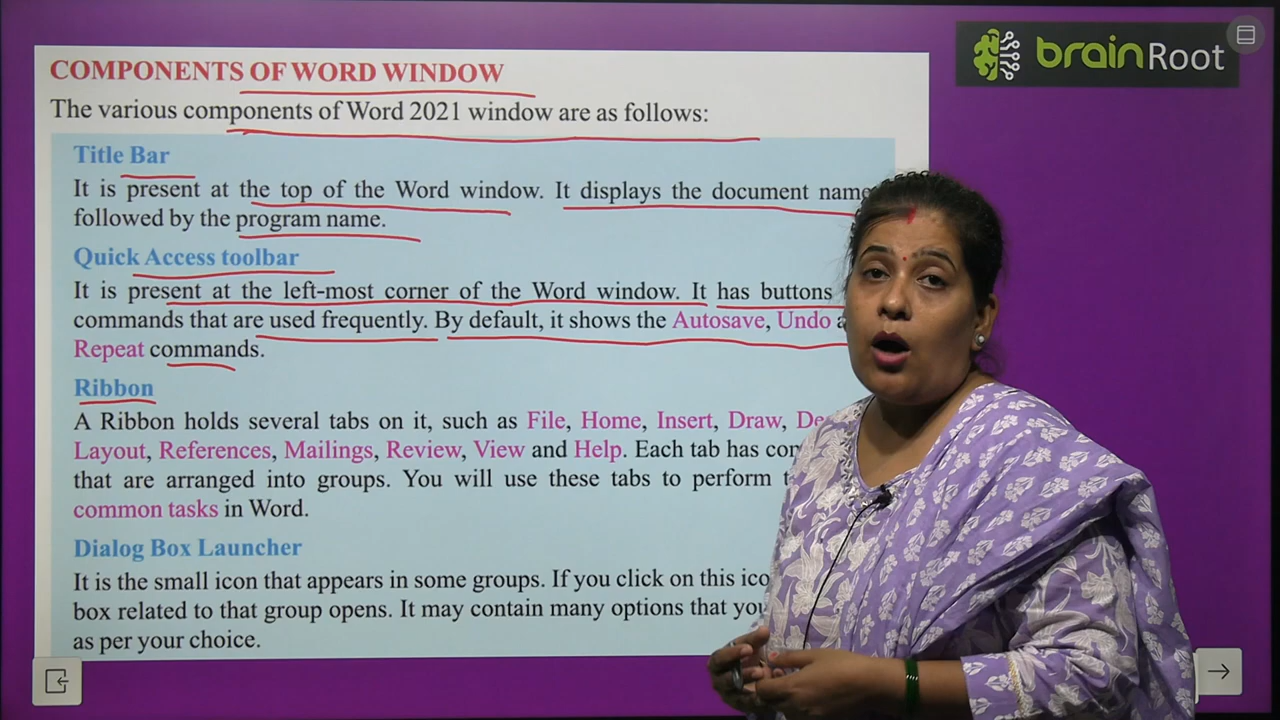 brainRoot
COMPONENTS OF WORD WINDOW
The various components of Word 2021 window are as follows:
Title Bar
It is present at the top of the Word window. It displays the document name
followed by the program name.
Quick Access toolbar
It is present at the left-most corner of the Word window. It has buttons
commands that are used frequently. By default, it shows the Autosave, Undo
Repeat commands.
Ribbon
A Ribbon holds several tabs on it, such as File, Home, Insert, Draw,
Layout, References, Mailings, Review, View and Help. Each tab has
that are arranged into groups. You will use these tabs to perform
common tasks in Word.
Dialog Box Launcher
It is the small icon that appears in some groups. If you click on this
box related to that group opens. It may contain many options that
as per your choice.